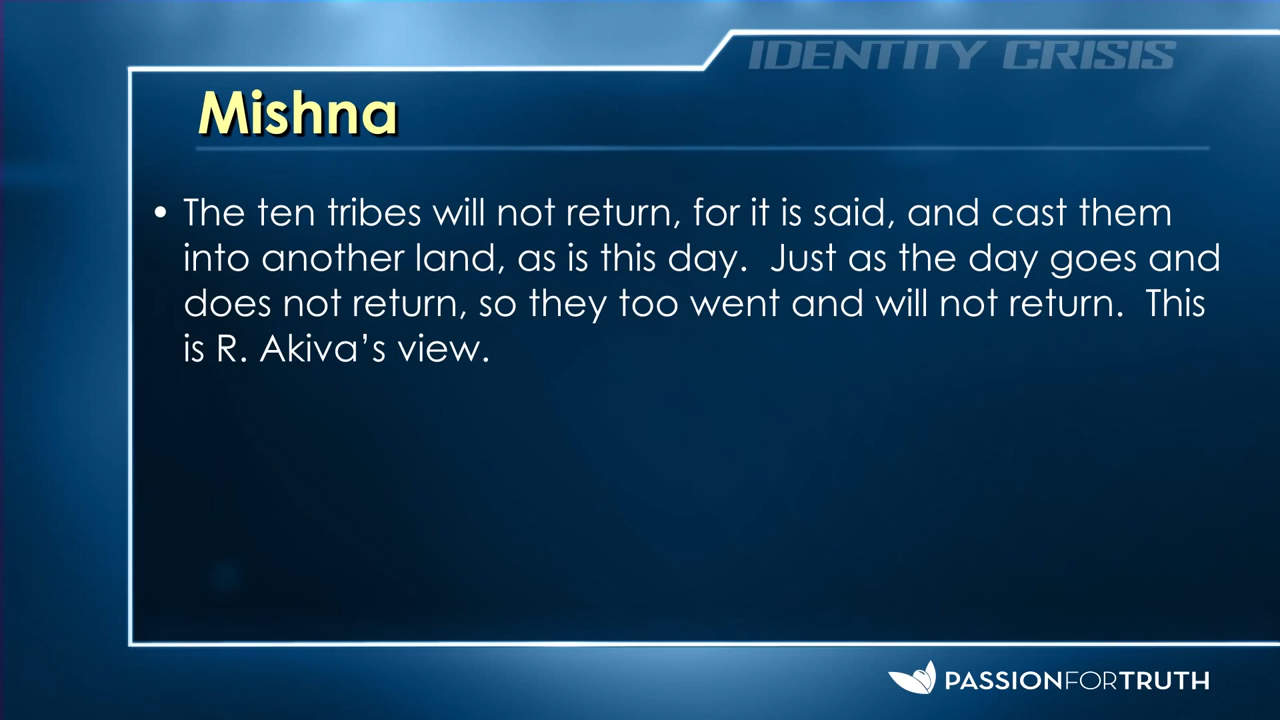 IDENTITY CRISIS
Mishna
• The ten tribes will not return, for it is said, and cast them
into another land, as is this day.  Just as the day goes and
does not return, so they too went and will not return.  This
is R. Akiva’s view.
PASSIONFORTRUTH